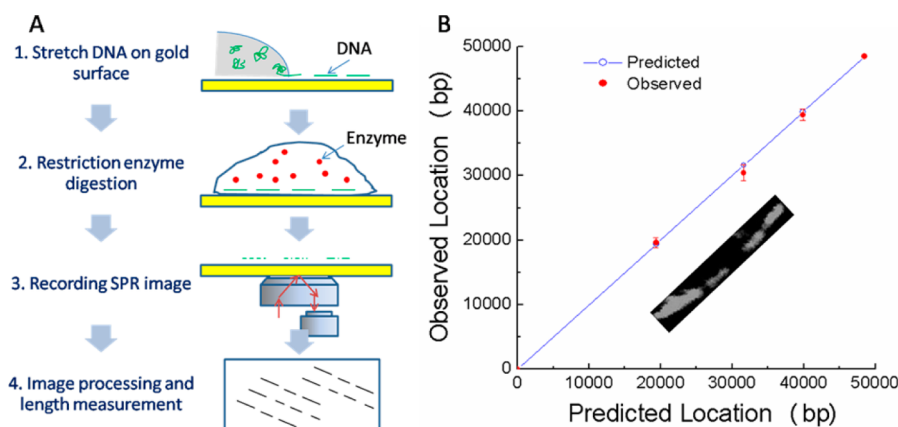 A
1. Stretch DNA on gold
surface
DNA
2. Restriction enzyme
digestion
Enzyme
3. Recording SPR image
4. Image processing and
length measurement
B
50000
40000
30000
20000
10000
0
Observed Location (bp)
Predicted
Observed
0 10000 20000 30000 40000 50000
Predicted Location (bp)